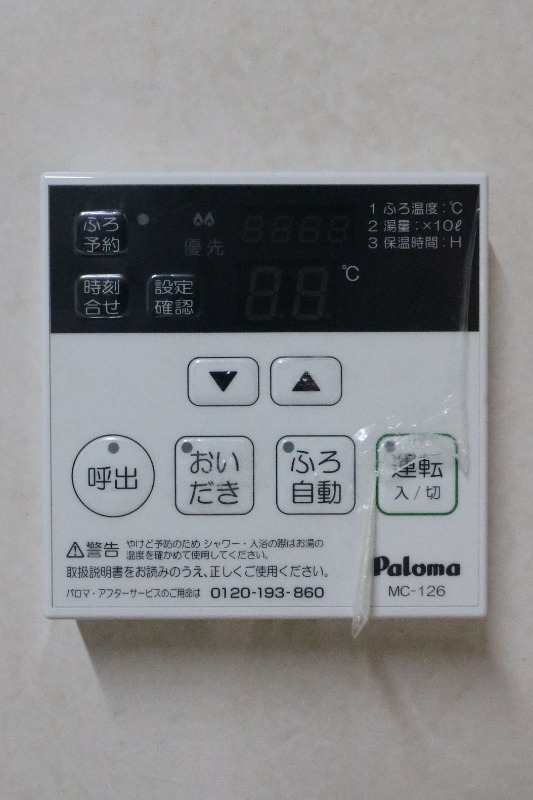 ふろ
予約
優先
1 ふろ温度:℃
2 湯量:×10ℓ
3 保温時間:H
時刻
合せ
設定
確認
℃
▼
▲
呼出
おい
だき
ふろ
自動
運転
入/切
⚠警告 やけど予防のため シャワー・入浴の際はお湯の
温度を確かめて使用してください。
取扱説明書をお読みのうえ、正しくご使用ください。
パロマ・アフターサービスのご用命は 0120-193-860
Paloma
MC-126